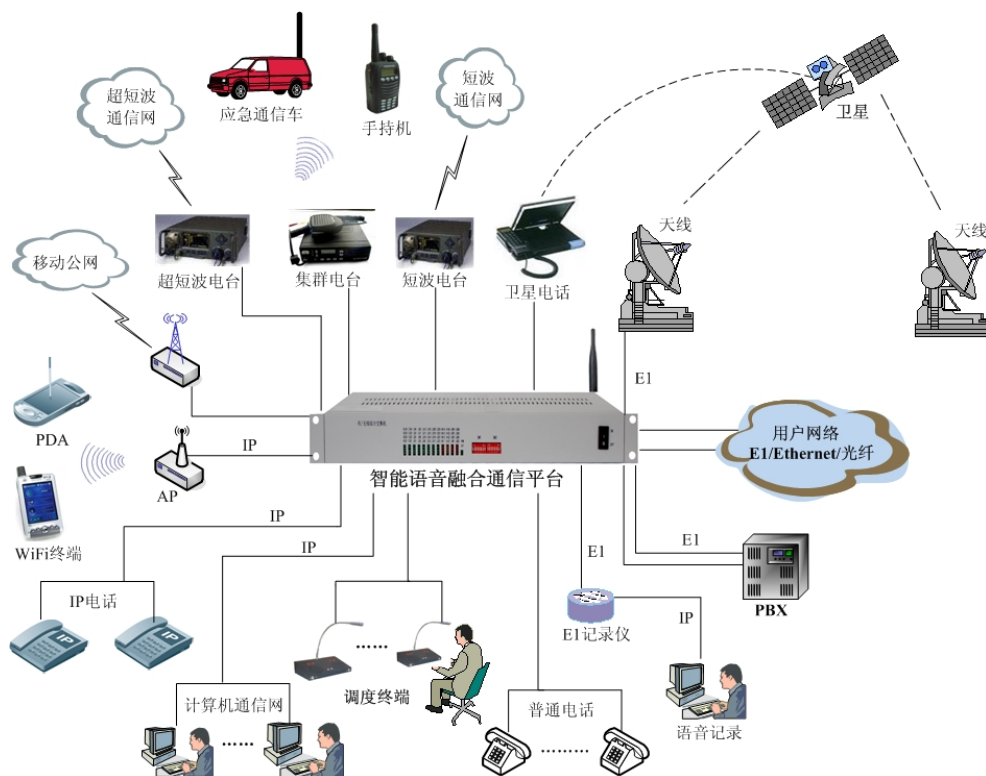 超短波
通信网
应急通信车
手持机
短波
通信网
卫星
天线
天线
移动公网
超短波电台
集群电台
短波电台
卫星电话
E1
PDA
IP
AP
用户网络
E1/Ethernet/光纤
智能语音融合通信平台
WiFi终端
IP
IP
E1
E1
PBX
IP电话
IP
IP
E1记录仪
IP
调度终端
计算机通信网
普通电话
语音记录